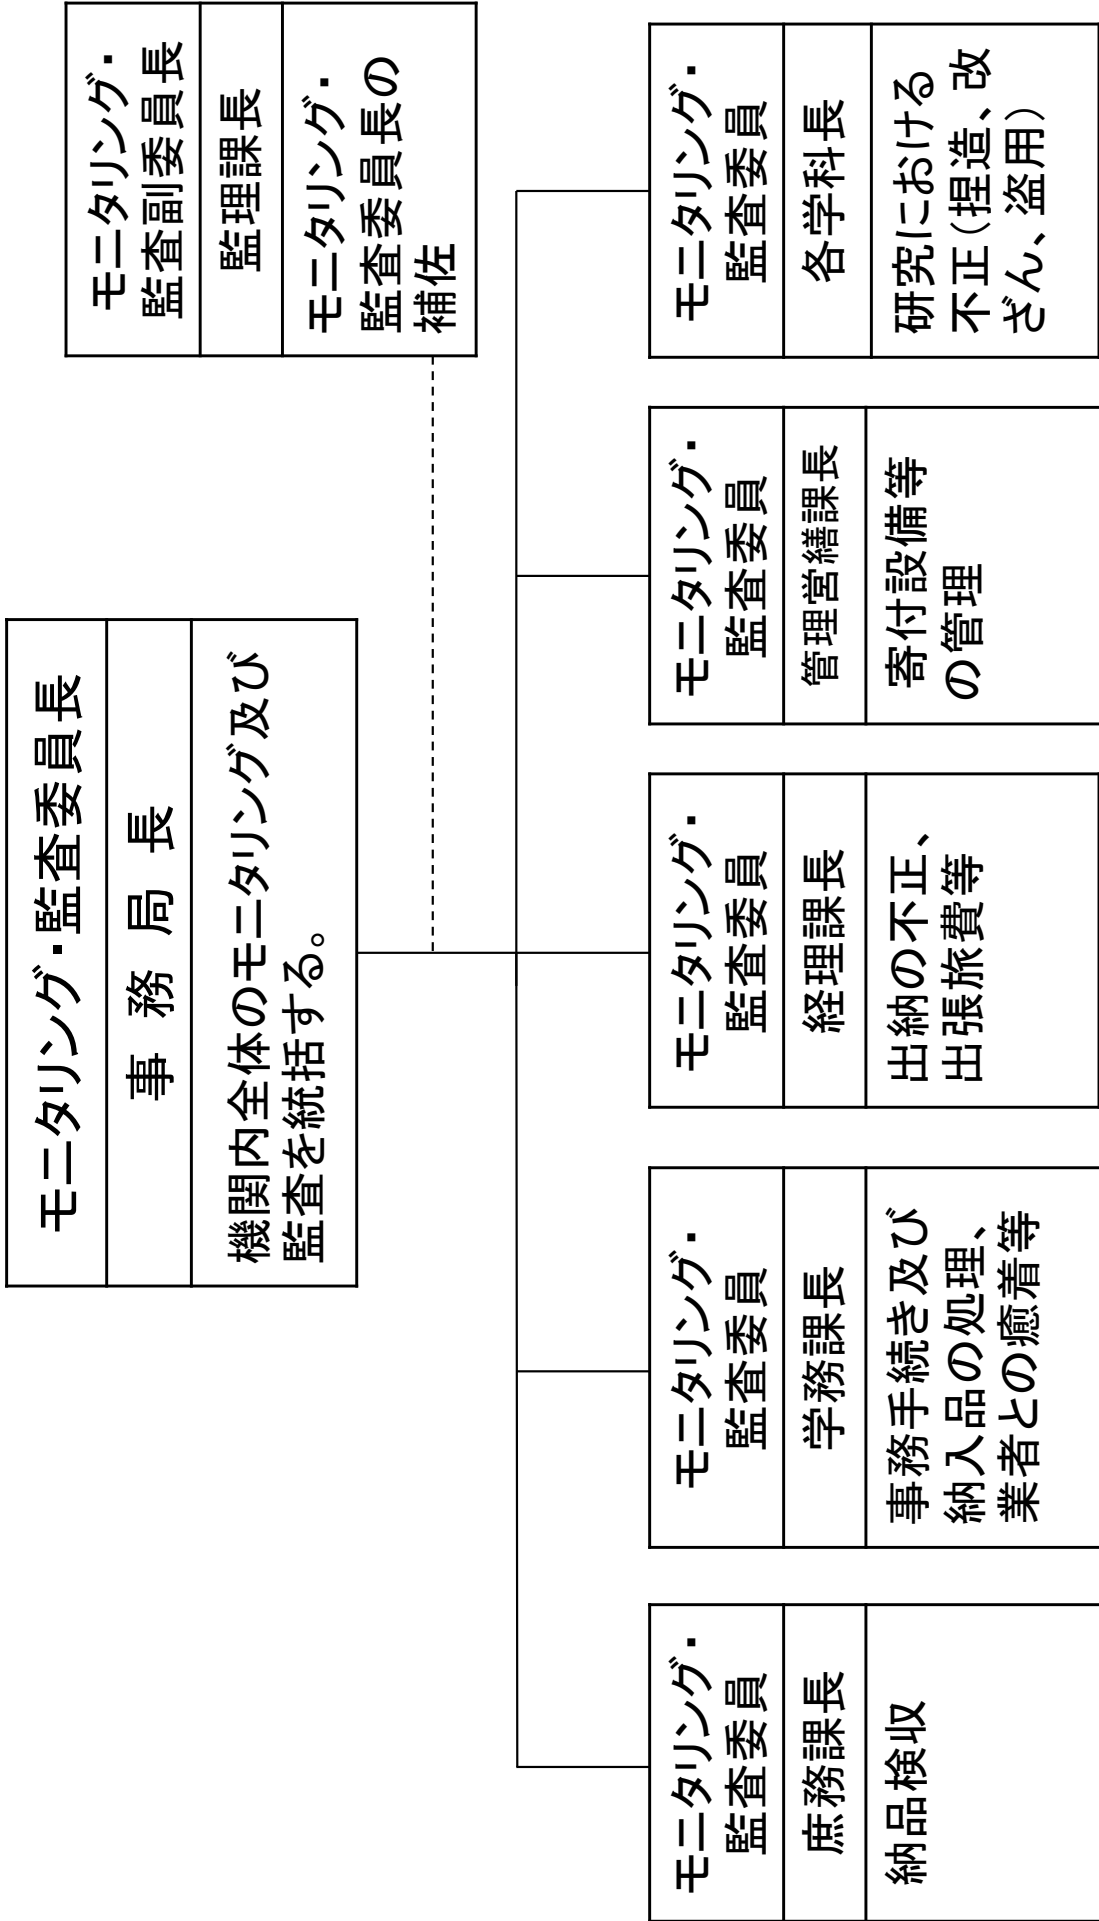 モニタリング・監査委員長
事 務 局 長
機関内全体のモニタリング及び
監査を統括する。
モニタリング・
監査副委員長
監理課長
モニタリング・
監査委員長の
補佐
モニタリング・
監査委員
庶務課長
納品検収
モニタリング・
監査委員
学務課長
事務手続き及び
納入品の処理、
業者との癒着等
モニタリング・
監査委員
経理課長
出納の不正、
出張旅費等
モニタリング・
監査委員
管理営繕課長
寄付設備等
の管理
モニタリング・
監査委員
各学科長
研究における
不正(捏造、改
ざん、盗用)